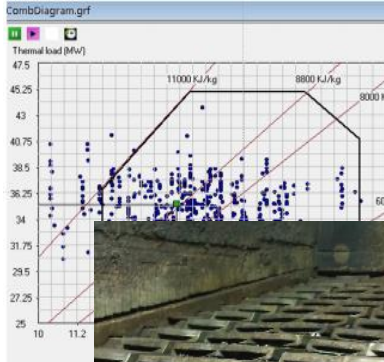 CombDiagram.grf
Thermal load (MW)
47.5
11000 KJ/kg
8800 KJ/kg
45.25
8000 K
43
40.75
38.5
36.25
60
34
31.75
29.5
27.25
25
10
11.2